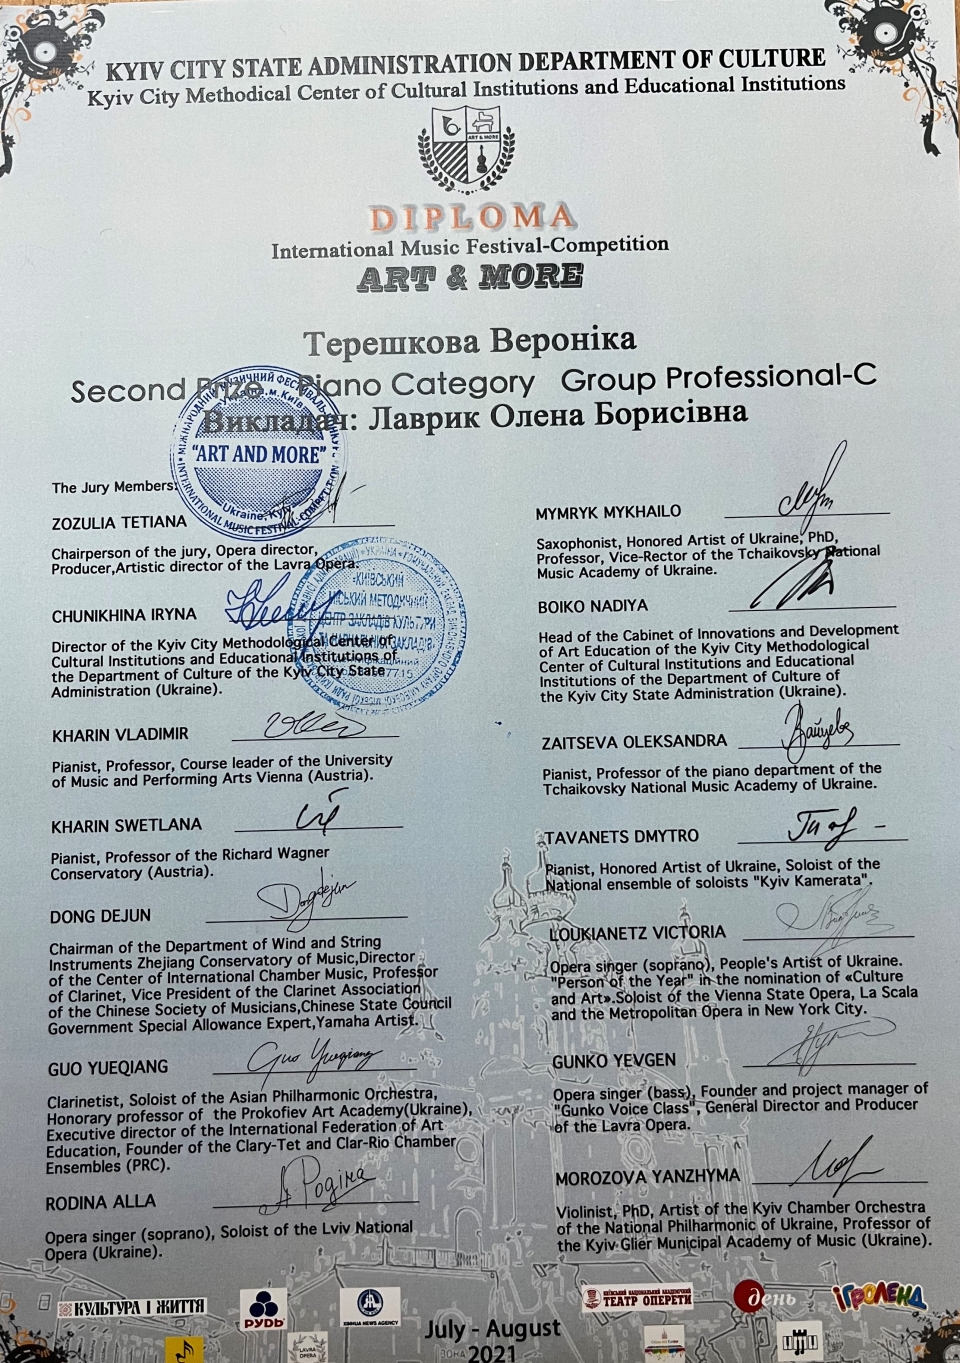 KYIV CITY STATE ADMINISTRATION DEPARTMENT OF CULTURE
Kyiv City Methodical Center of Cultural Institutions and Educational Institutions
ART & MORE
DIPLOMA
International Music Festival-Competition
ART & MORE
Терешкова Вероніка
Second Prize Piano Category Group Professional-C
Викладач: Лаврик Олена Борисівна
"ART AND MORE"
INTERNATIONAL MUSIC FESTIVAL-COMPETITION
Ukraine, Kyiv
The Jury Members:
ZOZULIA TETIANA
Chairperson of the jury, Opera director,
Producer,Artistic director of the Lavra Opera.
CHUNIKHINA IRYNA
Director of the Kyiv City Methodological Center of
Cultural Institutions and Educational Institutions of
the Department of Culture of the Kyiv City State
Administration (Ukraine).
KHARIN VLADIMIR
Pianist, Professor, Course leader of the University
of Music and Performing Arts Vienna (Austria).
KHARIN SWETLANA
Pianist, Professor of the Richard Wagner
Conservatory (Austria).
DONG DEJUN
Chairman of the Department of Wind and String
Instruments Zhejiang Conservatory of Music,Director
of the Center of International Chamber Music, Professor
of Clarinet, Vice President of the Clarinet Association
of the Chinese Society of Musicians,Chinese State Council
Government Special Allowance Expert,Yamaha Artist.
GUO YUEQIANG
Guo Yueqiang
Clarinetist, Soloist of the Asian Philharmonic Orchestra,
Honorary professor of the Prokofiev Art Academy(Ukraine),
Executive director of the International Federation of Art
Education, Founder of the Clary-Tet and Clar-Rio Chamber
Ensembles (PRC).
RODINA ALLA
Opera singer (soprano), Soloist of the Lviv National
Opera (Ukraine).
MYMRYK MYKHAILO
Saxophonist, Honored Artist of Ukraine, PhD,
Professor, Vice-Rector of the Tchaikovsky National
Music Academy of Ukraine.
BOIKO NADIYA
Head of the Cabinet of Innovations and Development
of Art Education of the Kyiv City Methodological
Center of Cultural Institutions and Educational
Institutions of the Department of Culture of
the Kyiv City State Administration (Ukraine).
ZAITSEVA OLEKSANDRA
Pianist, Professor of the piano department of the
Tchaikovsky National Music Academy of Ukraine.
TAVANETS DMYTRO
Pianist, Honored Artist of Ukraine, Soloist of the
National ensemble of soloists "Kyiv Kamerata".
LOUKIANETZ VICTORIA
Opera singer (soprano), People's Artist of Ukraine.
"Person of the Year" in the nomination of «Culture
and Art».Soloist of the Vienna State Opera, La Scala
and the Metropolitan Opera in New York City.
GUNKO YEVGEN
Opera singer (bass), Founder and project manager of
"Gunko Voice Class", General Director and Producer
of the Lavra Opera.
MOROZOVA YANZHYMA
Violinist, PhD, Artist of the Kyiv Chamber Orchestra
of the National Philharmonic of Ukraine, Professor of
the Kyiv Glier Municipal Academy of Music (Ukraine).
КУЛЬТУРА І ЖИТТЯ
РУДЬ
XINHUA NEWS AGENCY
КИЇВСЬКИЙ НАЦІОНАЛЬНИЙ АКАДЕМІЧНИЙ
ТЕАТР ОПЕРЕТИ
день
ІГРОЛЕНД
LAVRA
OPERA
July - August
2021